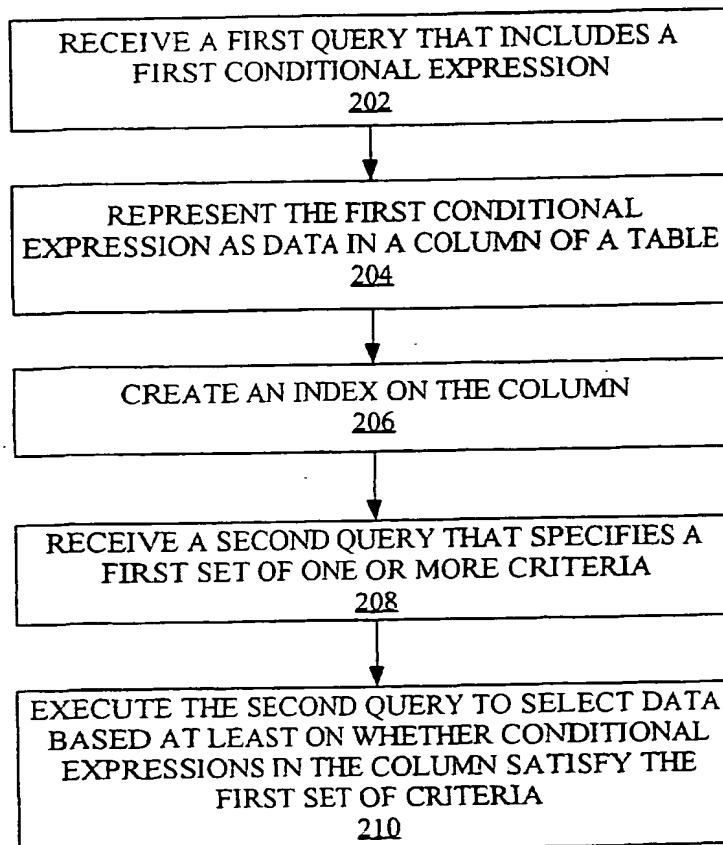 RECEIVE A FIRST QUERY THAT INCLUDES A
FIRST CONDITIONAL EXPRESSION
202
REPRESENT THE FIRST CONDITIONAL
EXPRESSION AS DATA IN A COLUMN OF A TABLE
204
CREATE AN INDEX ON THE COLUMN
206
RECEIVE A SECOND QUERY THAT SPECIFIES A
FIRST SET OF ONE OR MORE CRITERIA
208
EXECUTE THE SECOND QUERY TO SELECT DATA
BASED AT LEAST ON WHETHER CONDITIONAL
EXPRESSIONS IN THE COLUMN SATISFY THE
FIRST SET OF CRITERIA
210